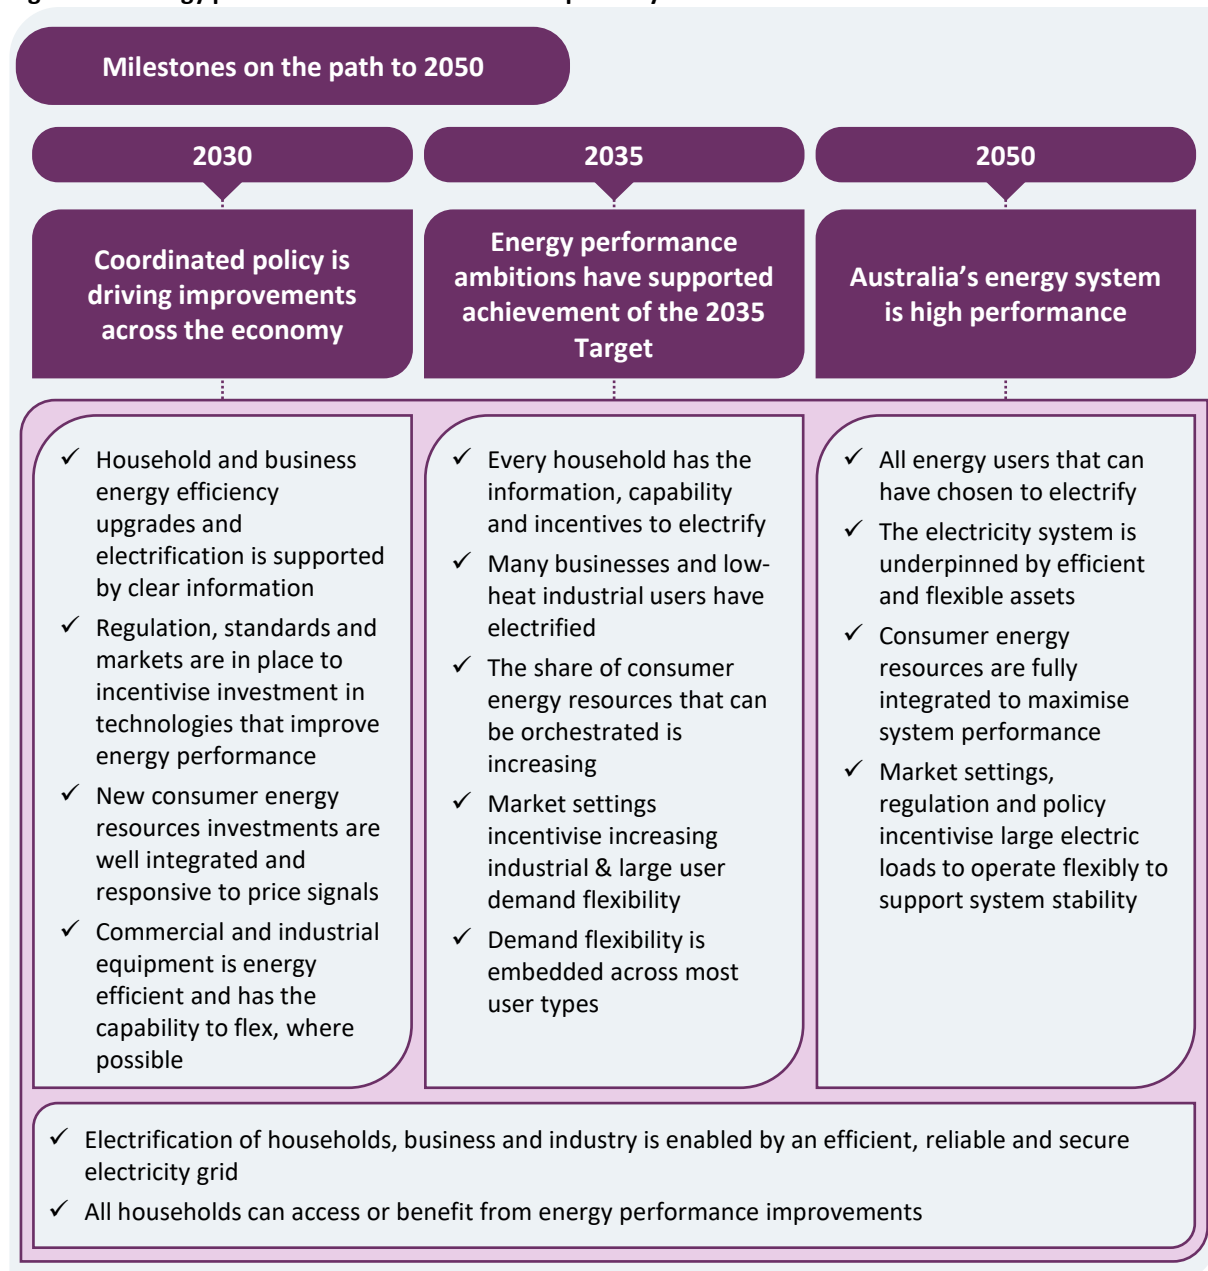 Milestones on the path to 2050
2030
Coordinated policy is
driving improvements
across the economy
✓ Household and business
energy efficiency
upgrades and
electrification is supported
by clear information
✓ Regulation, standards and
markets are in place to
incentivise investment in
technologies that improve
energy performance
✓ New consumer energy
resources investments are
well integrated and
responsive to price signals
✓ Commercial and industrial
equipment is energy
efficient and has the
capability to flex, where
possible
2035
Energy performance
ambitions have supported
achievement of the 2035
Target
✓ Every household has the
information, capability
and incentives to electrify
✓ Many businesses and low-
heat industrial users have
electrified
✓ The share of consumer
energy resources that can
be orchestrated is
increasing
✓ Market settings
incentivise increasing
industrial & large user
demand flexibility
✓ Demand flexibility is
embedded across most
user types
2050
Australia’s energy system
is high performance
✓ All energy users that can
have chosen to electrify
✓ The electricity system is
underpinned by efficient
and flexible assets
✓ Consumer energy
resources are fully
integrated to maximise
system performance
✓ Market settings,
regulation and policy
incentivise large electric
loads to operate flexibly to
support system stability
✓ Electrification of households, business and industry is enabled by an efficient, reliable and secure
electricity grid
✓ All households can access or benefit from energy performance improvements